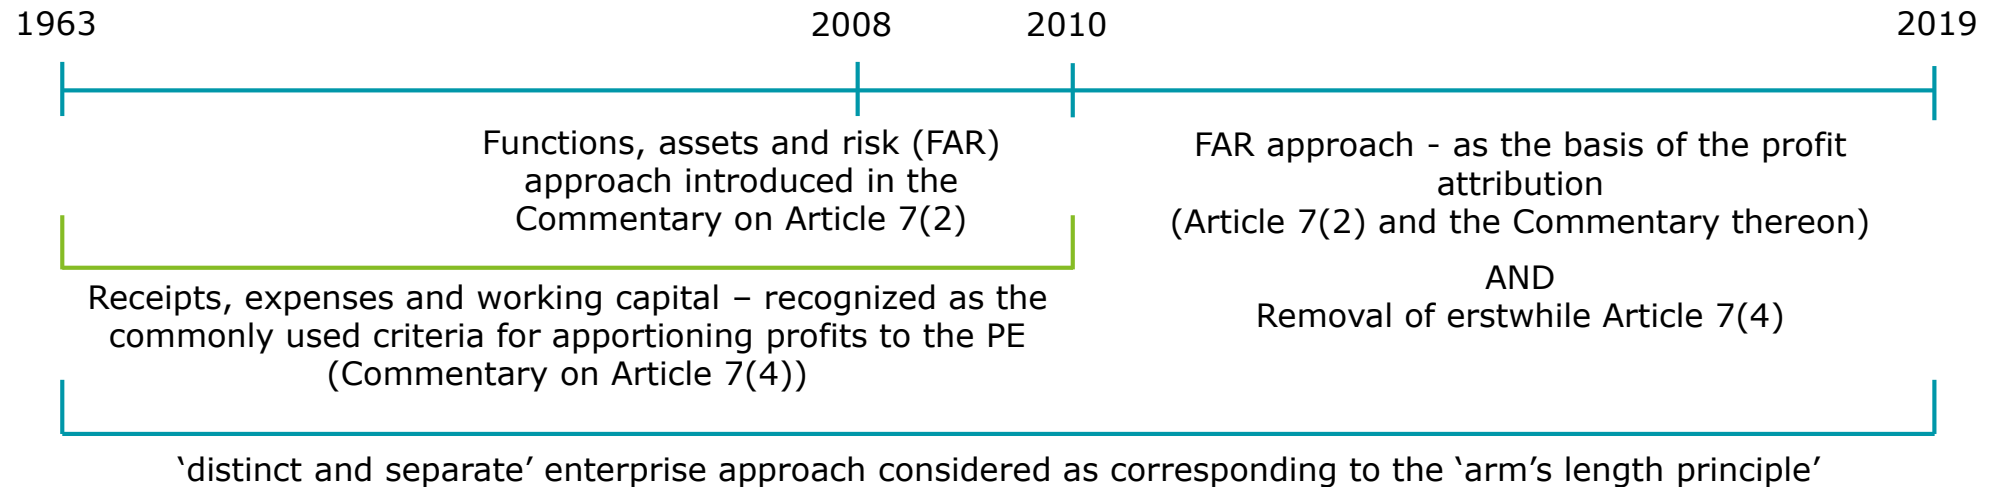 1963 2008 2010 2019
Functions, assets and risk (FAR)
approach introduced in the
Commentary on Article 7(2)
FAR approach - as the basis of the profit
attribution
(Article 7(2) and the Commentary thereon)
AND
Removal of erstwhile Article 7(4)
Receipts, expenses and working capital – recognized as the
commonly used criteria for apportioning profits to the PE
(Commentary on Article 7(4))
‘distinct and separate’ enterprise approach considered as corresponding to the ‘arm’s length principle’